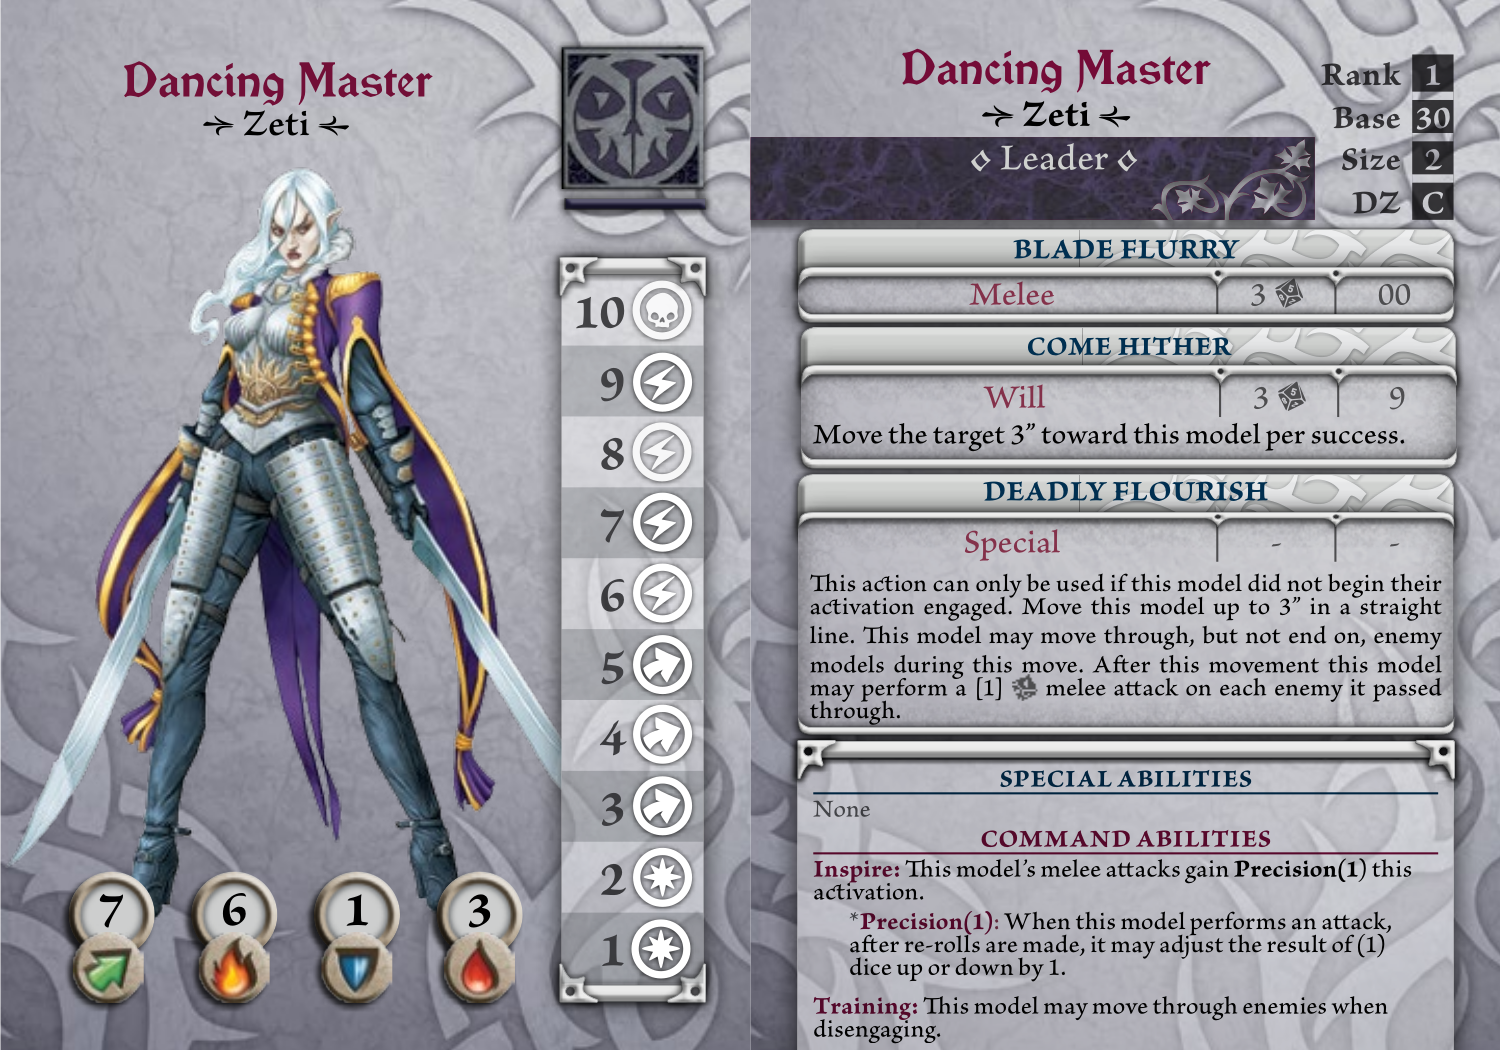 Dancing Master
Zeti
10
9
8
7
6
5
4
3
2
1
7 6 1 3
Dancing Master
Zeti
Leader
Rank 1
Base 30
Size 2
DZ C
BLADE FLURRY
Melee 3 00
COME HITHER
Will 3 9
Move the target 3” toward this model per success.
DEADLY FLOURISH
Special - -
This action can only be used if this model did not begin their
activation engaged. Move this model up to 3” in a straight
line. This model may move through, but not end on, enemy
models during this move. After this movement this model
may perform a [1] melee attack on each enemy it passed
through.
SPECIAL ABILITIES
None
COMMAND ABILITIES
Inspire: This model’s melee attacks gain Precision(1) this
activation.
*Precision(1): When this model performs an attack,
after re-rolls are made, it may adjust the result of (1)
dice up or down by 1.
Training: This model may move through enemies when
disengaging.